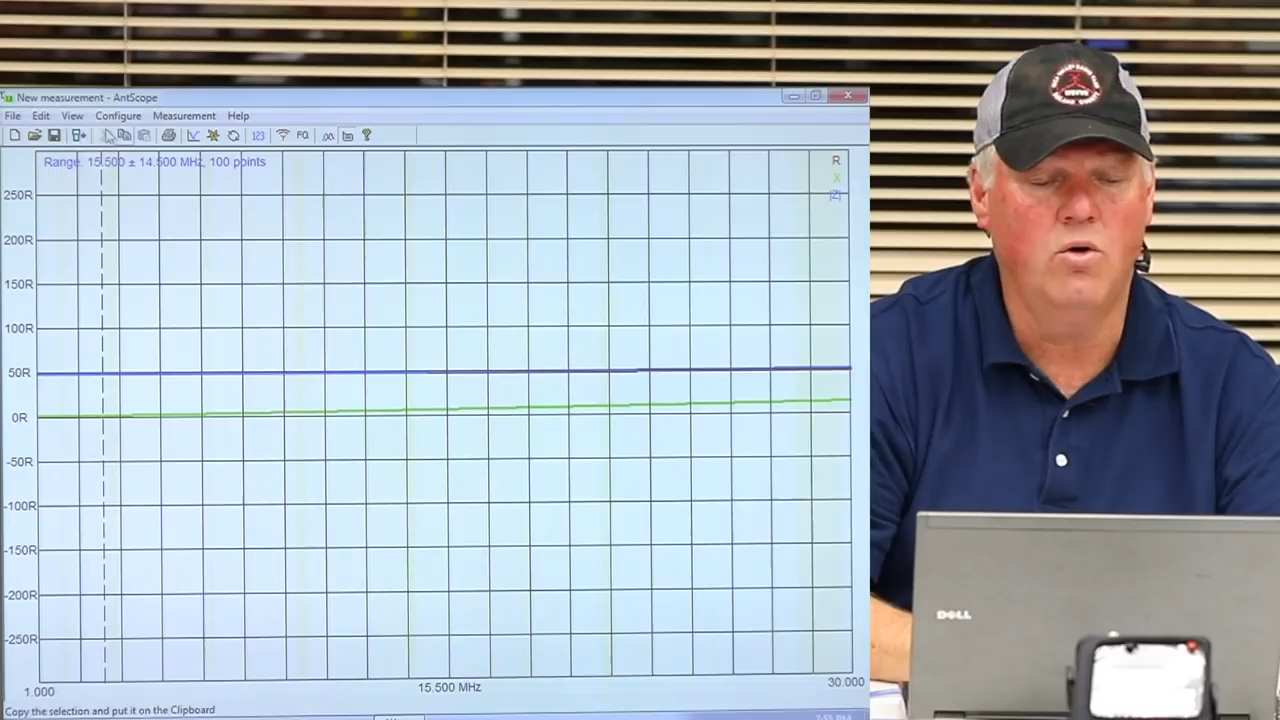 New measurement - AntScope
File Edit View Configure Measurement Help
123 FQ
Range: 15.500 ± 14.500 MHz, 100 points
R
X
|Z|
250R
200R
150R
100R
50R
0R
-50R
-100R
-150R
-200R
-250R
1.000
15.500 MHz
30.000
Copy the selection and put it on the Clipboard
DELL